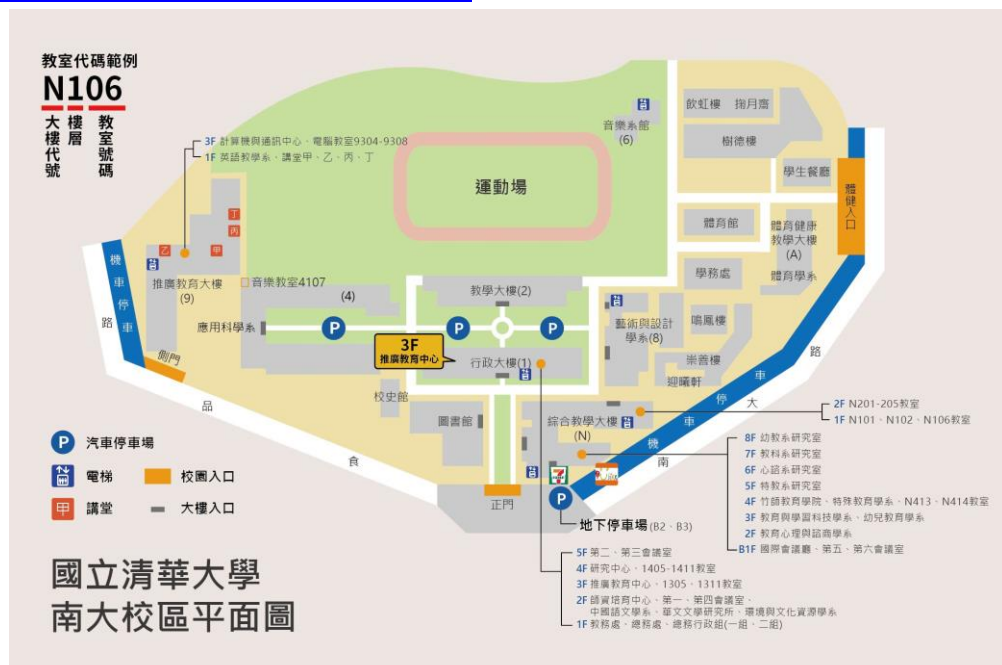 教室代碼範例
N106
大樓代號
樓層
教室號碼
3F 計算機與通訊中心、電腦教室9304-9308
1F 英語教學系、講堂甲、乙、丙、丁
音樂系館
(6)
飲虹樓
掬月齋
樹德樓
學生餐廳
運動場
體健入口
體育館
體育健康
教學大樓
(A)
體育學系
學務處
丁
丙
乙
甲
推廣教育大樓
(9)
音樂教室4107
(4)
應用科學系
機車停車
路
側門
教學大樓(2)
P
P
P
3F
推廣教育中心
行政大樓(1)
藝術與設計
學系(8)
鳴鳳樓
崇善樓
迎曦軒
校史館
圖書館
綜合教學大樓
(N)
機車停車
南大路
品
食
正門
7
ELEVEN
P
地下停車場(B2、B3)
2F N201-205教室
1F N101、N102、N106教室
8F 幼教系研究室
7F 教科系研究室
6F 心諮系研究室
5F 特教系研究室
4F 竹師教育學院、特殊教育學系、N413、N414教室
3F 教育與學習科技學系、幼兒教育學系
2F 教育心理與諮商學系
B1F 國際會議廳、第五、第六會議室
5F 第二、第三會議室
4F 研究中心、1405-1411教室
3F 推廣教育中心、1305、1311教室
2F 師資培育中心、第一、第四會議室、
中國語文學系、華文文學研究所、環境與文化資源學系
1F 教務處、總務處、總務行政組(一組、二組)
P 汽車停車場
電梯
校園入口
甲 講堂
大樓入口
國立清華大學
南大校區平面圖